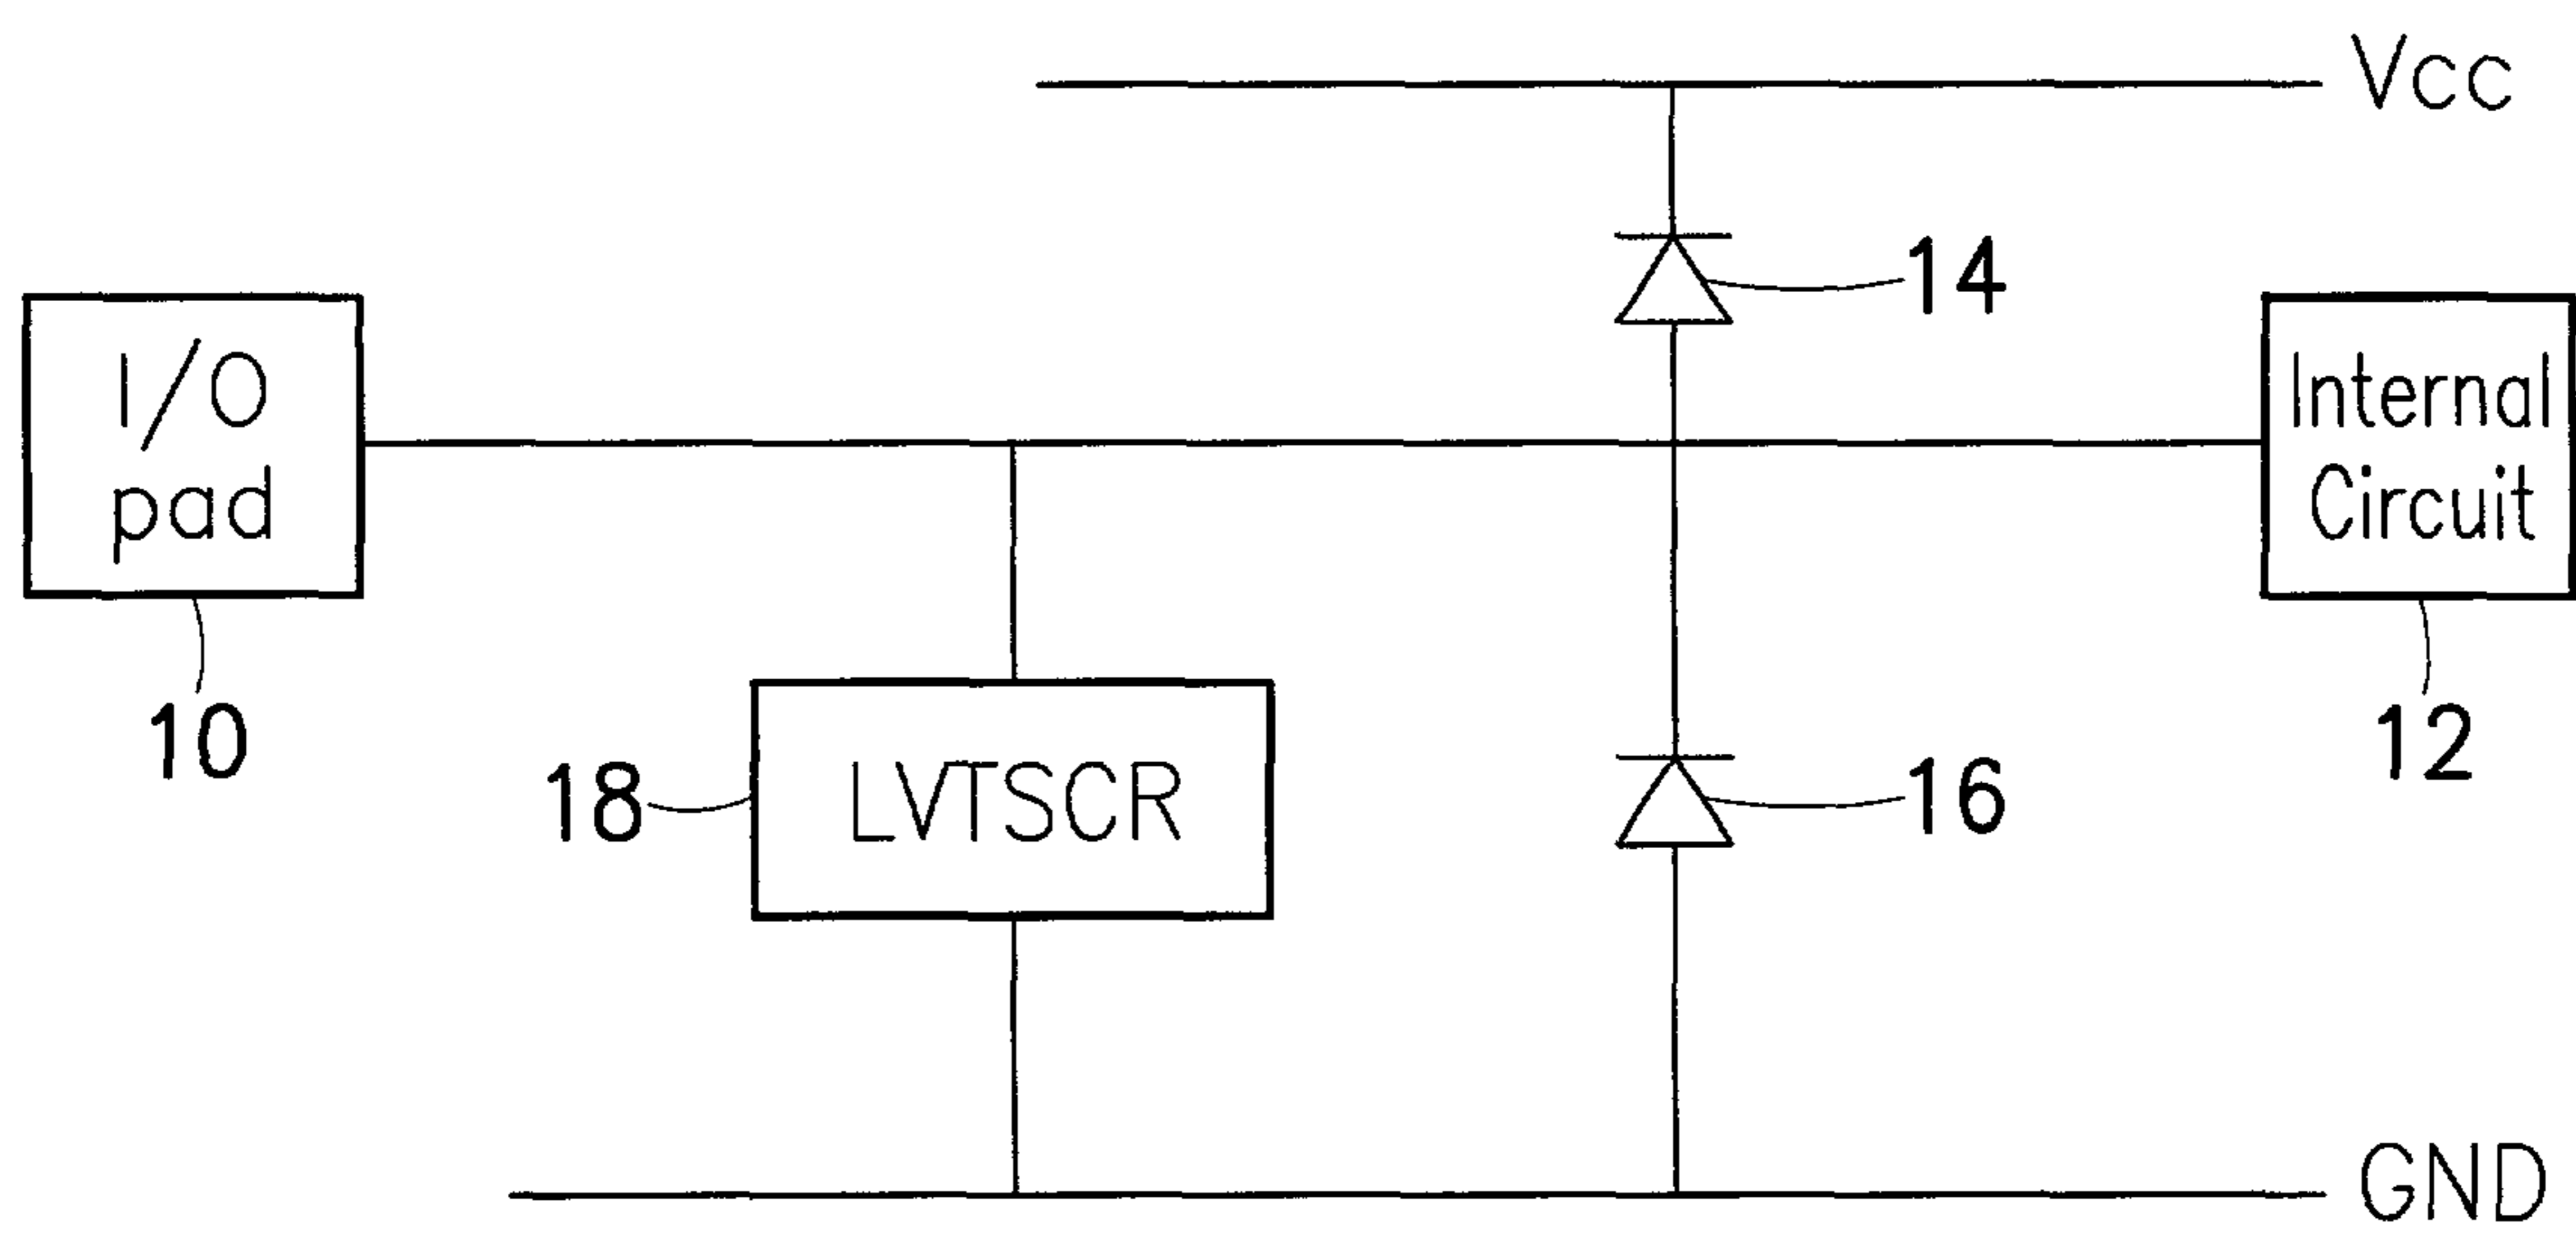 Vcc
14
I/O
pad
Internal
Circuit
10
12
18
LVTSCR
16
GND